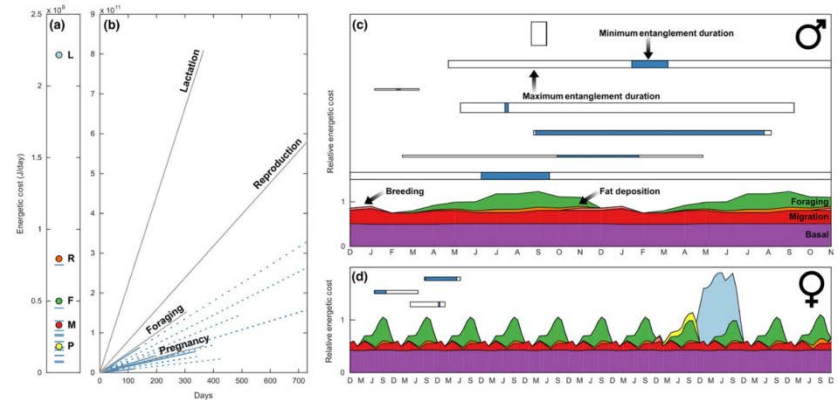 (a)
2.5 ×10⁹
2
1.5
1
0.5
0
Energetic cost (J/day)
L
R
F
M
P
(b)
9 ×10¹¹
8
7
6
5
4
3
2
1
0
Lactation
Reproduction
Foraging
Pregnancy
0 100 200 300 400 500 600 700
Days
(c)
Minimum entanglement duration
Maximum entanglement duration
Relative energetic cost
Breeding
Fat deposition
1
0
Foraging
Migration
Basal
D J F M A M J J A S O N D J F M A M J J A S O N
(d)
Relative energetic cost
1
0
D M J S D M J S D M J S D M J S D M J S D M J S D M J S D M J S D M J S D M J S D